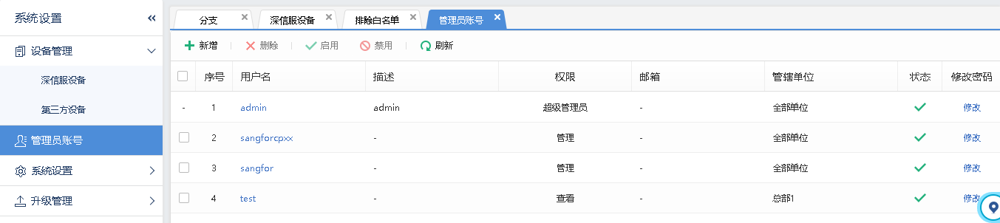 系统设置 «
设备管理
深信服设备
第三方设备
管理员账号
系统设置
升级管理
分支 × 深信服设备 × 排除白名单 × 管理员账号 ×
新增 删除 启用 禁用 刷新
序号 用户名 描述 权限 邮箱 管辖单位 状态 修改密码
- 1 admin admin 超级管理员 - 全部单位 修改
2 sangforcpxx - 管理 - 全部单位 修改
3 sangfor - 管理 - 全部单位 修改
4 test - 查看 - 总部1 修改